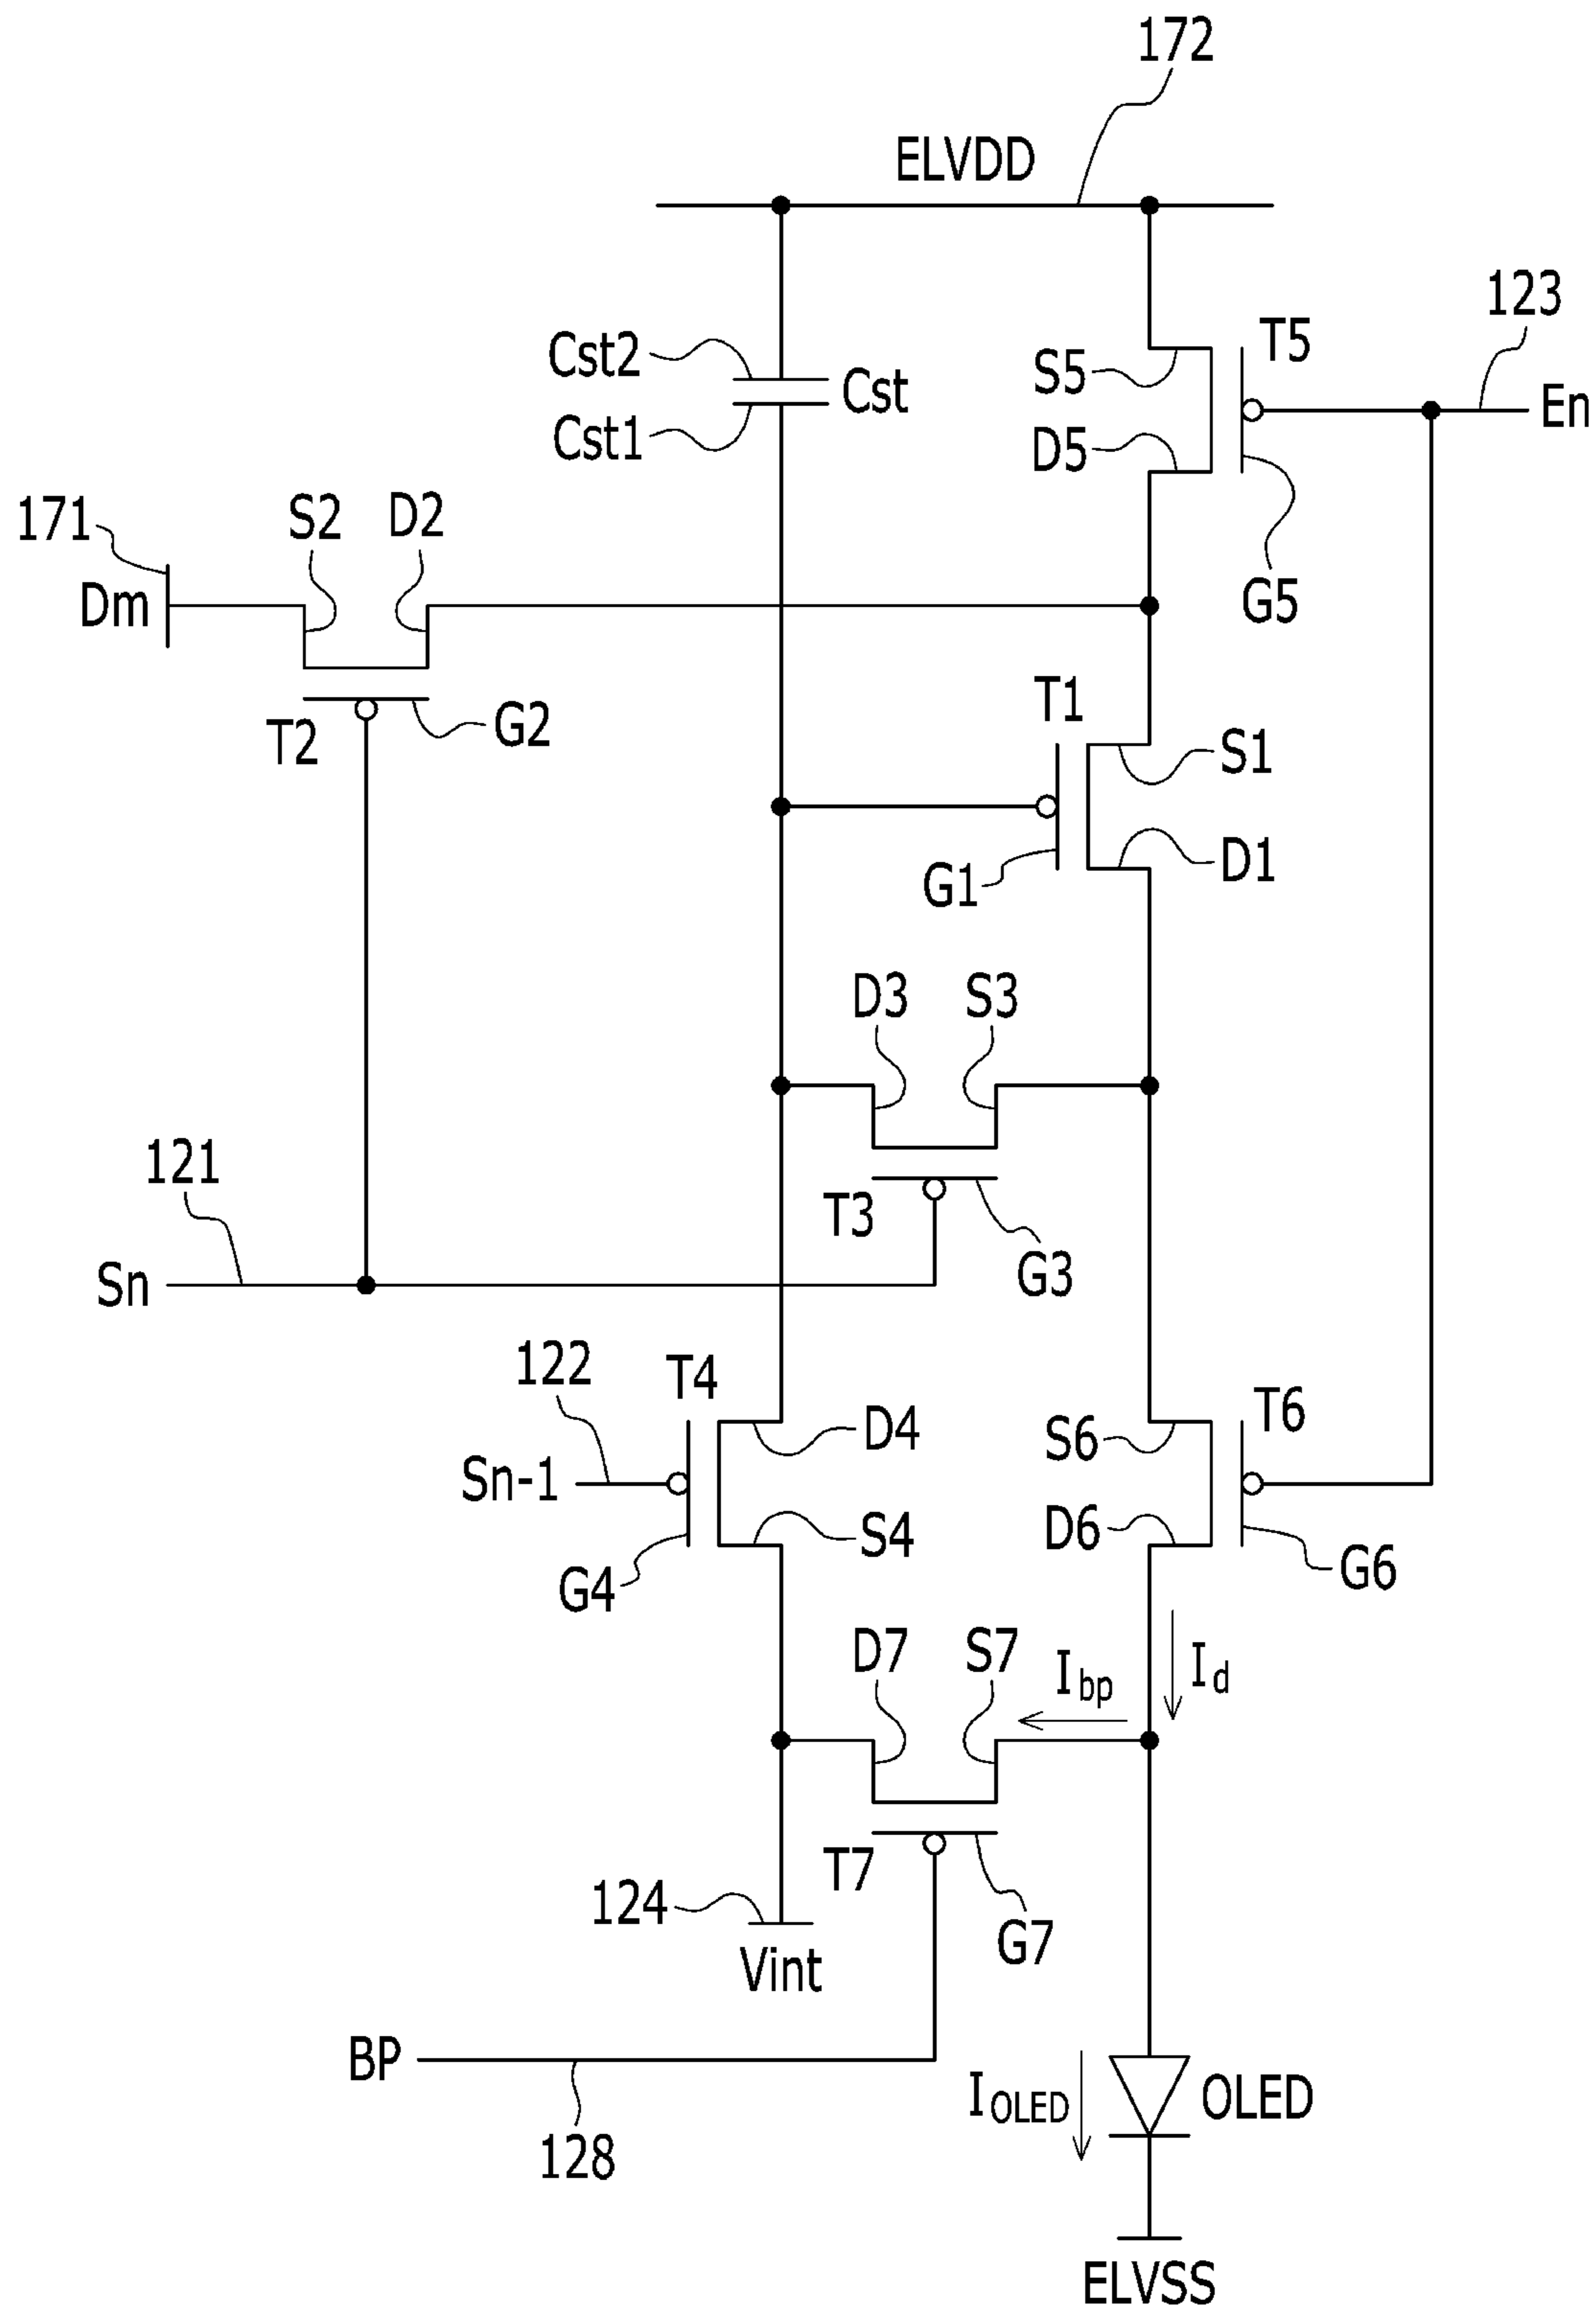 172
ELVDD
123
Cst2
Cst
S5
T5
En
Cst1
D5
171
S2
D2
Dm
G5
T2
G2
T1
S1
G1
D1
D3
S3
121
T3
G3
Sn
122
T4
D4
S6
T6
Sn-1
S4
D6
G4
G6
D7
S7
Ibp
Id
124
T7
G7
Vint
BP
IOLED
OLED
128
ELVSS